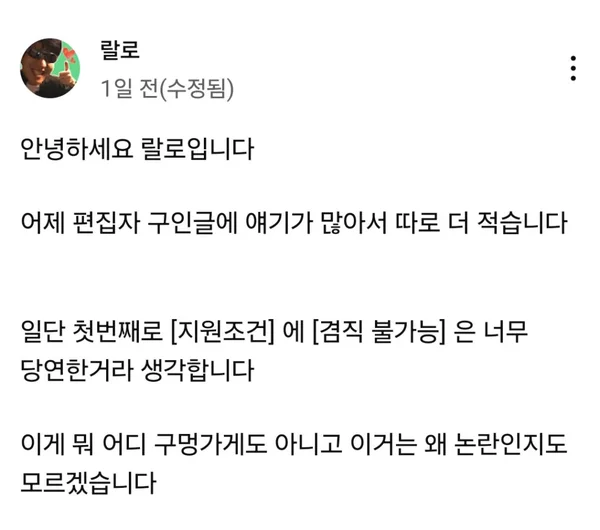 랄로
1일 전(수정됨)
안녕하세요 랄로입니다
어제 편집자 구인글에 얘기가 많아서 따로 더 적습니다
일단 첫번째로 [지원조건] 에 [겸직 불가능] 은 너무
당연한거라 생각합니다
이게 뭐 어디 구멍가게도 아니고 이거는 왜 논란인지도
모르겠습니다